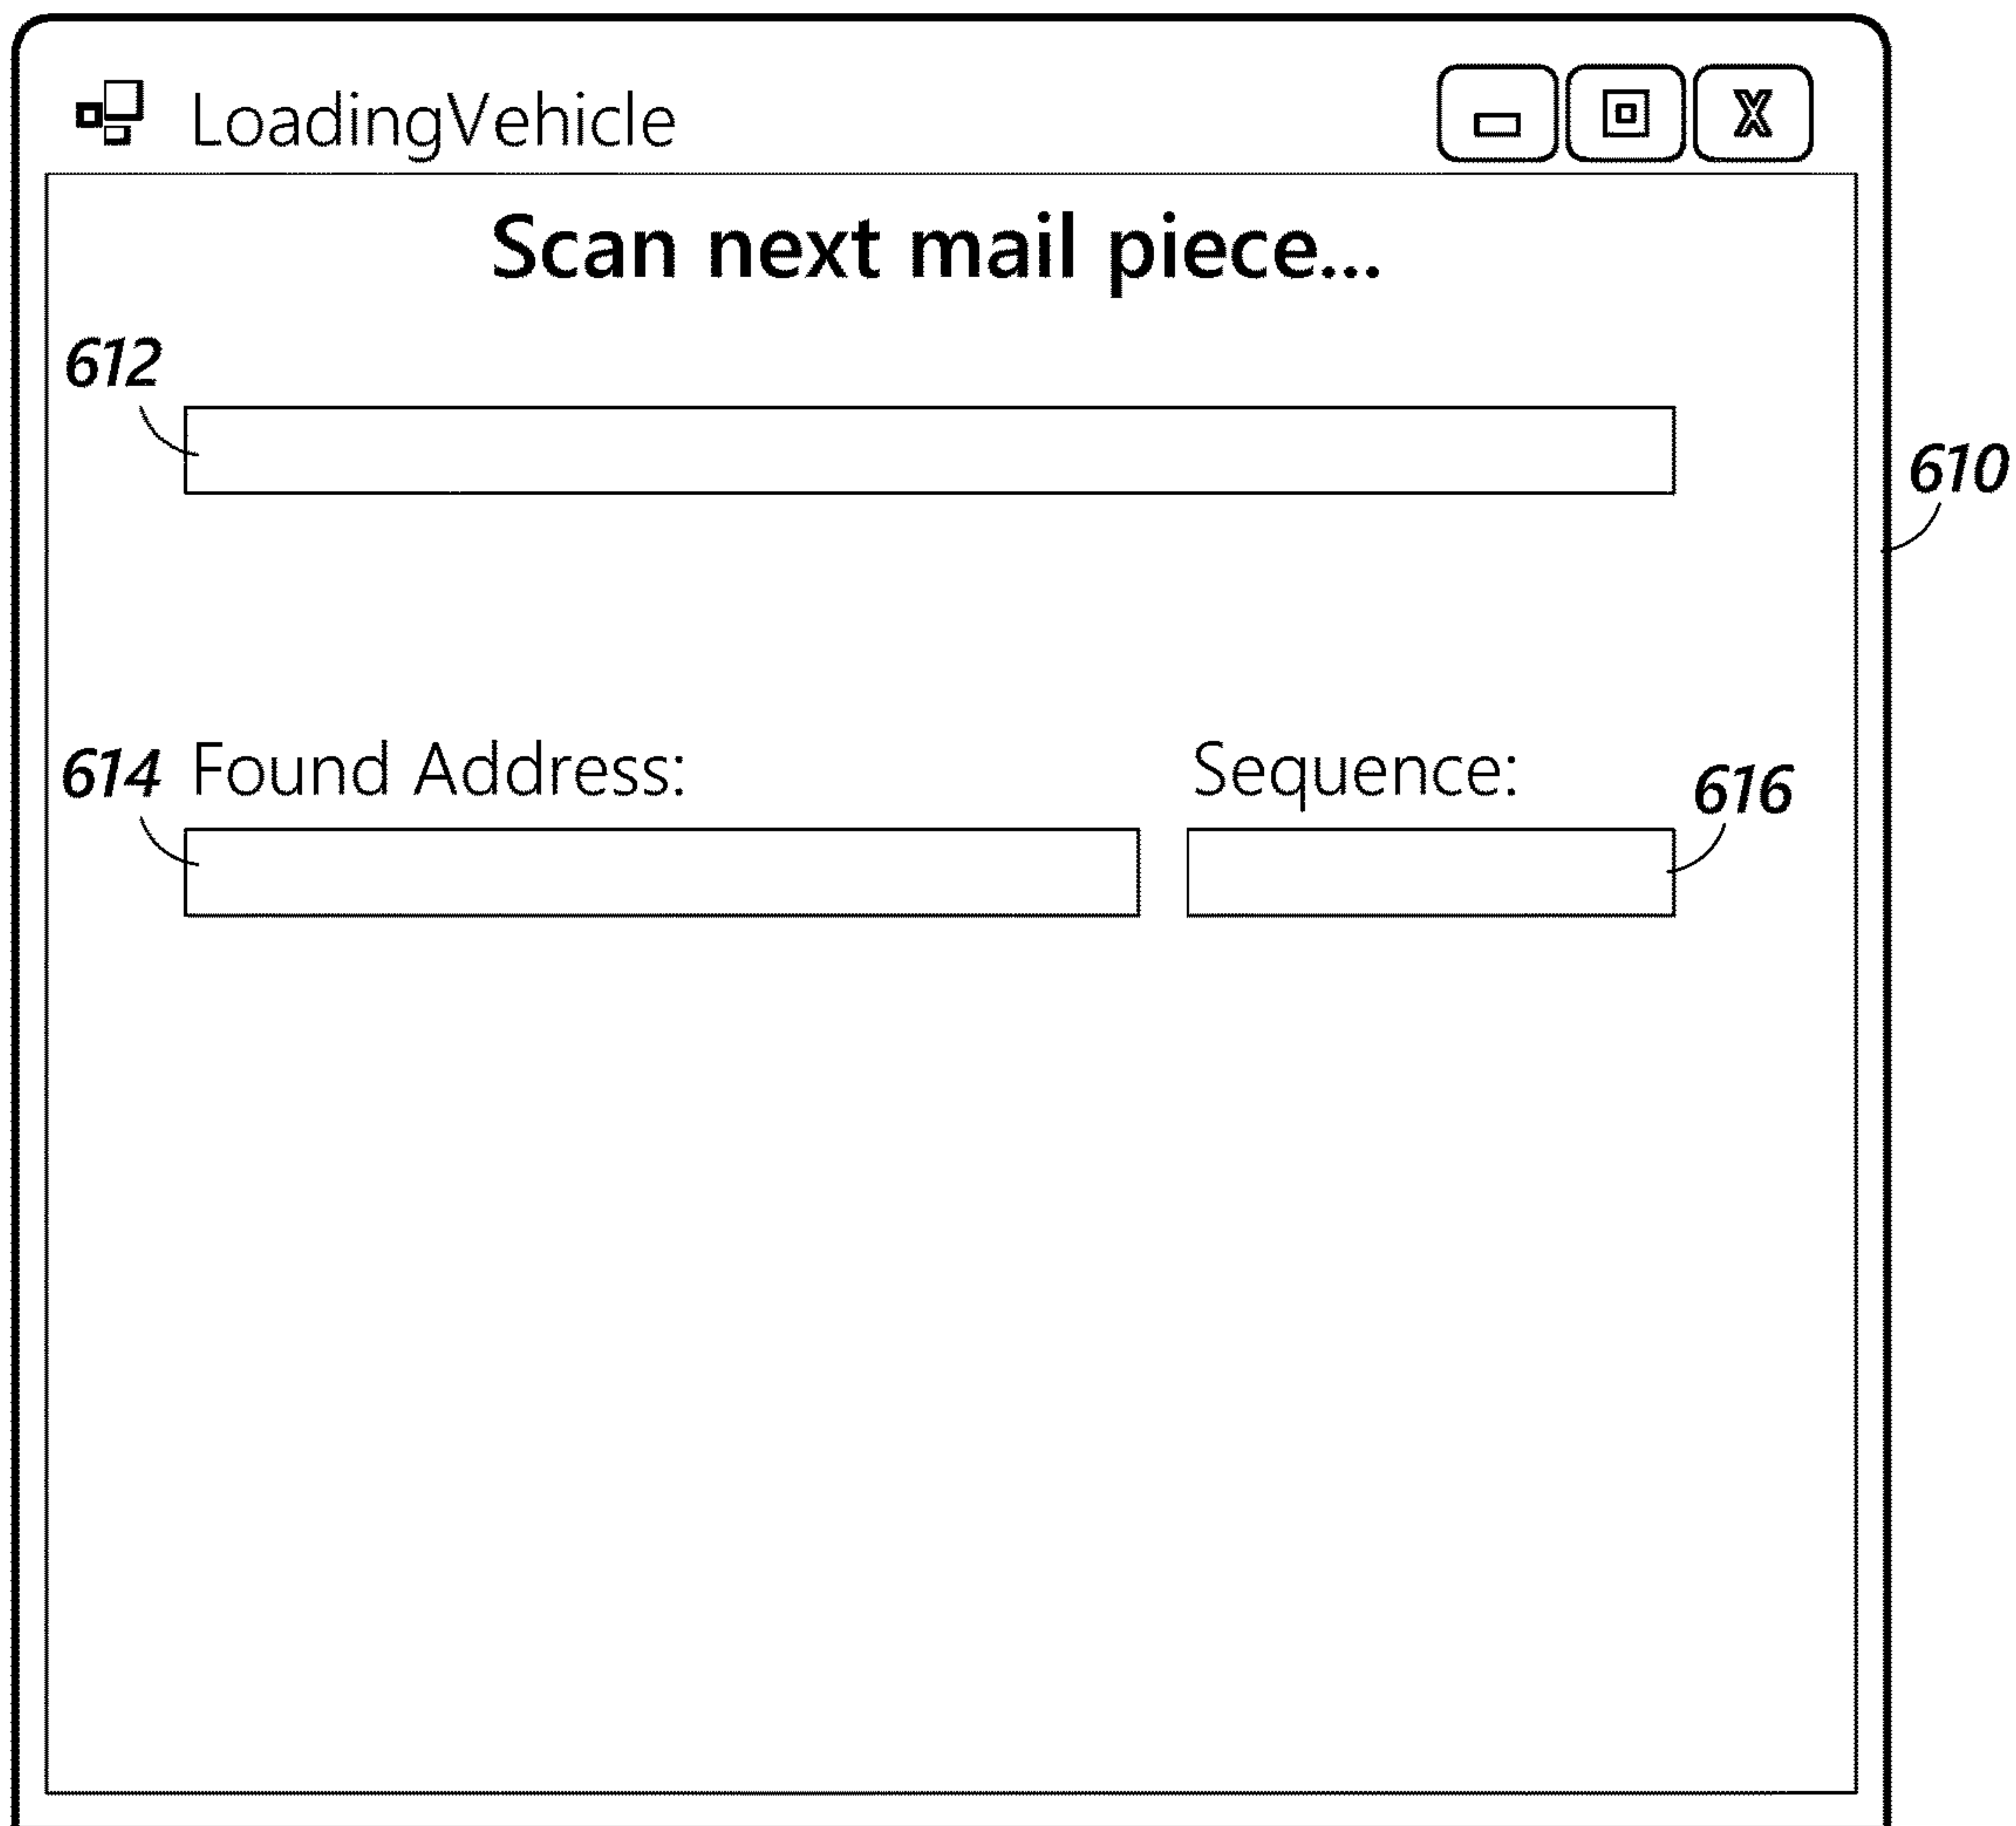 LoadingVehicle X
Scan next mail piece...
612
610
614 Found Address: Sequence: 616